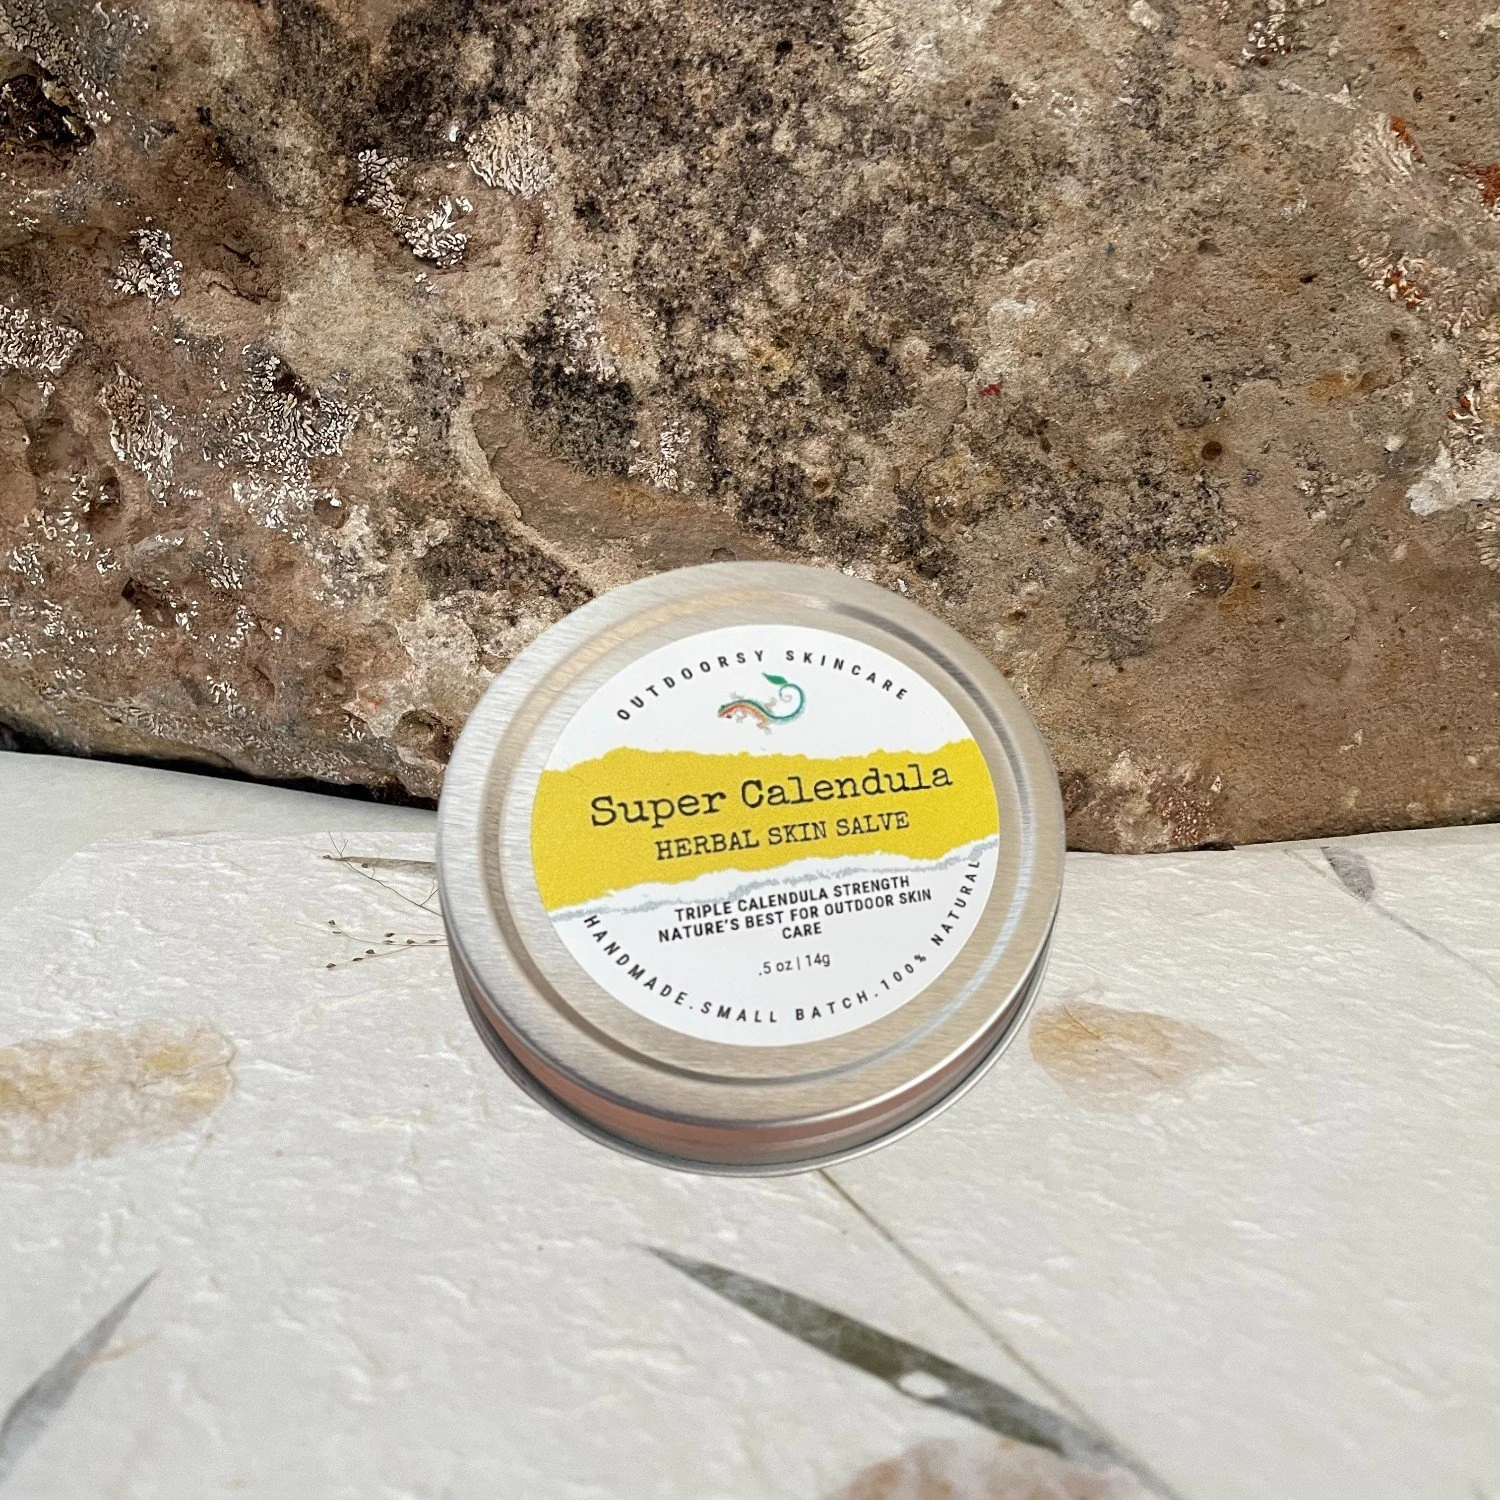 OUTDOORSY SKINCARE
Super Calendula
HERBAL SKIN SALVE
TRIPLE CALENDULA STRENGTH
NATURE'S BEST FOR OUTDOOR SKIN
CARE
.5 oz | 14g
HANDMADE.SMALL BATCH.100% NATURAL